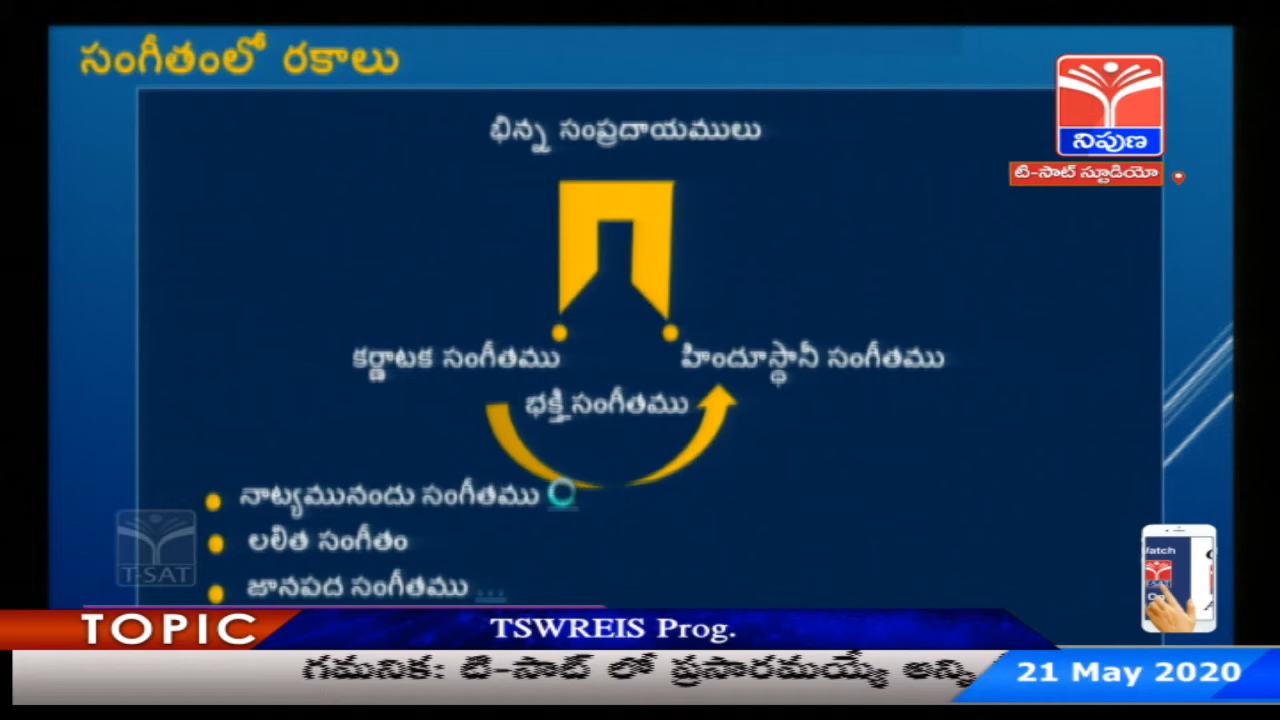 సంగీతంలో రకాలు
భిన్న సంప్రదాయములు
నిపుణ
టి-సాట్ స్టూడియో
కర్ణాటక సంగీతము
హిందూస్థానీ సంగీతము
భక్తి సంగీతము
నాట్యమునందు సంగీతము
లలిత సంగీతం
జానపద సంగీతము ...
T-SAT
TOPIC
TSWREIS Prog.
గమనిక: టి-సాట్ లో ప్రసారమయ్యే అన్ని
21 May 2020